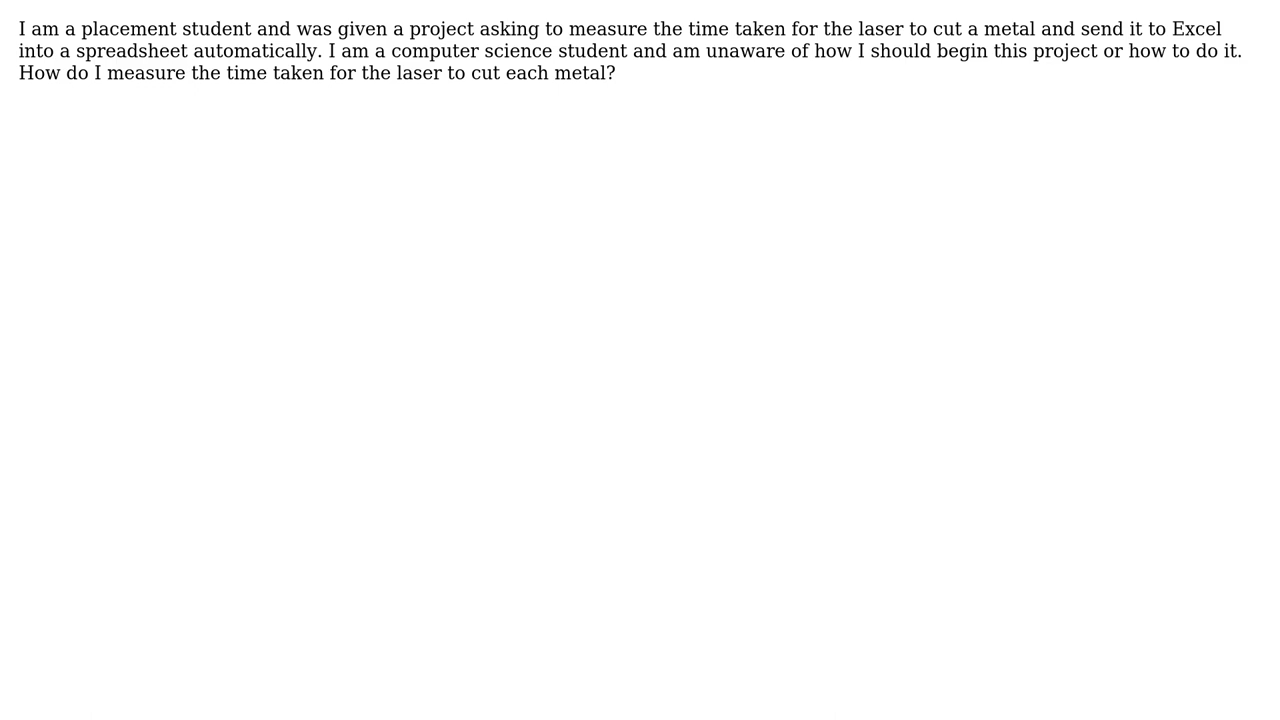 I am a placement student and was given a project asking to measure the time taken for the laser to cut a metal and send it to Excel
into a spreadsheet automatically. I am a computer science student and am unaware of how I should begin this project or how to do it.
How do I measure the time taken for the laser to cut each metal?